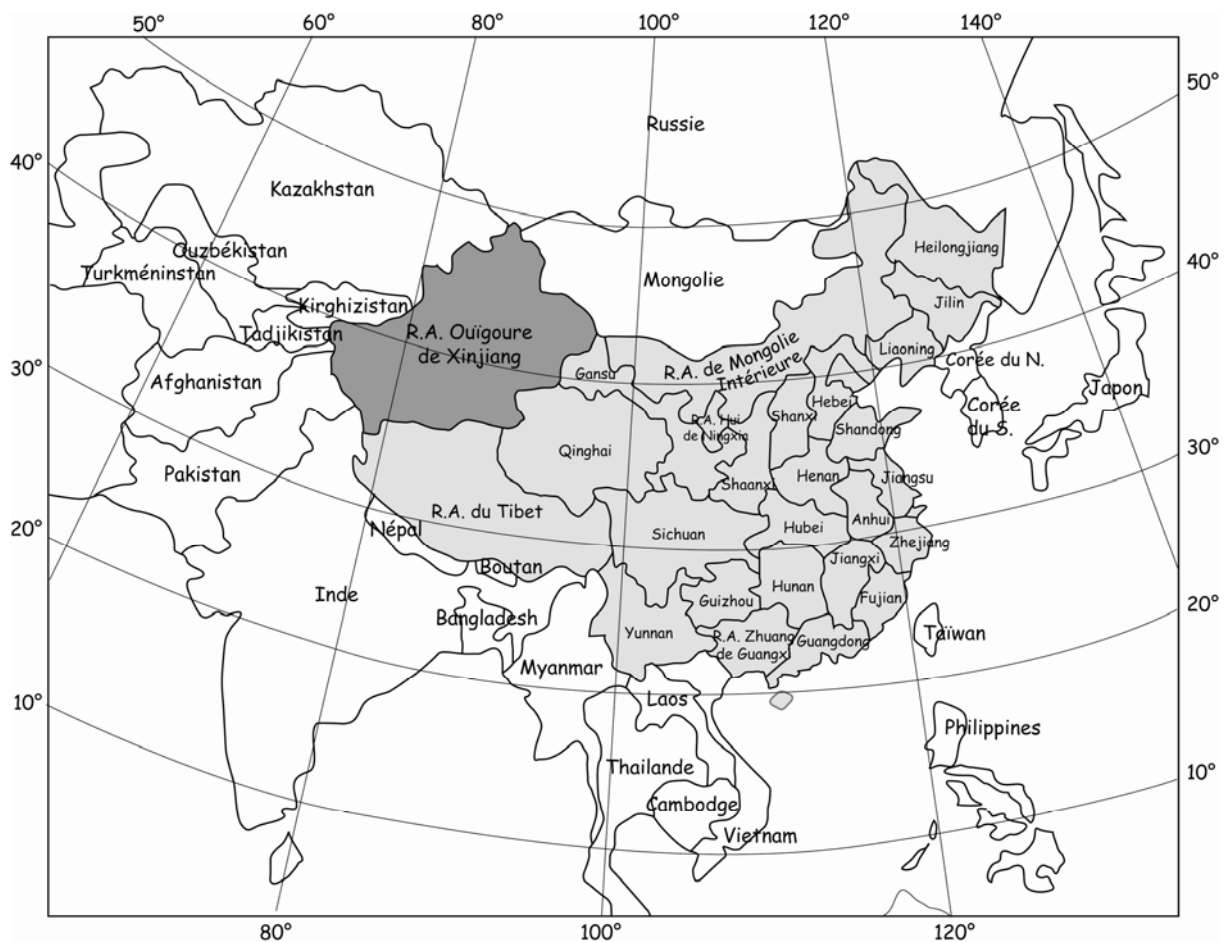 50° 60° 80° 100° 120° 140°
50°
Russie
40°
Kazakhstan
Heilongjiang
Ouzbékistan
40°
Turkméninstan
Mongolie
Kirghizistan
Jilin
Tadjikistan
R.A. Ouïgoure
de Xinjiang
Liaoning
R.A. de Mongolie
Intérieure
Corée du N.
30°
Gansu
Afghanistan
Japon
Hebei
Corée
du S.
Shanxi
R.A. Hui
de Ningxia
Shandong
30°
Qinghai
Pakistan
Henan
Jiangsu
Shaanxi
R.A. du Tibet
Anhui
20°
Népal
Hubei
Sichuan
Zhejiang
Jiangxi
Boutan
Hunan
Inde
Guizhou
Fujian
20°
Bangladesh
Yunnan
R.A. Zhuang
de Guangxi
Guangdong
Taïwan
Myanmar
10°
Laos
Philippines
Thailande
10°
Cambodge
Vietnam
80° 100° 120°